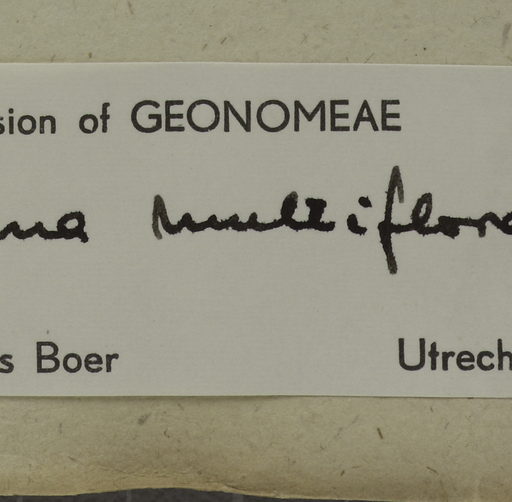 sion of GEONOMEAE
ma multiflora
s Boer Utrech